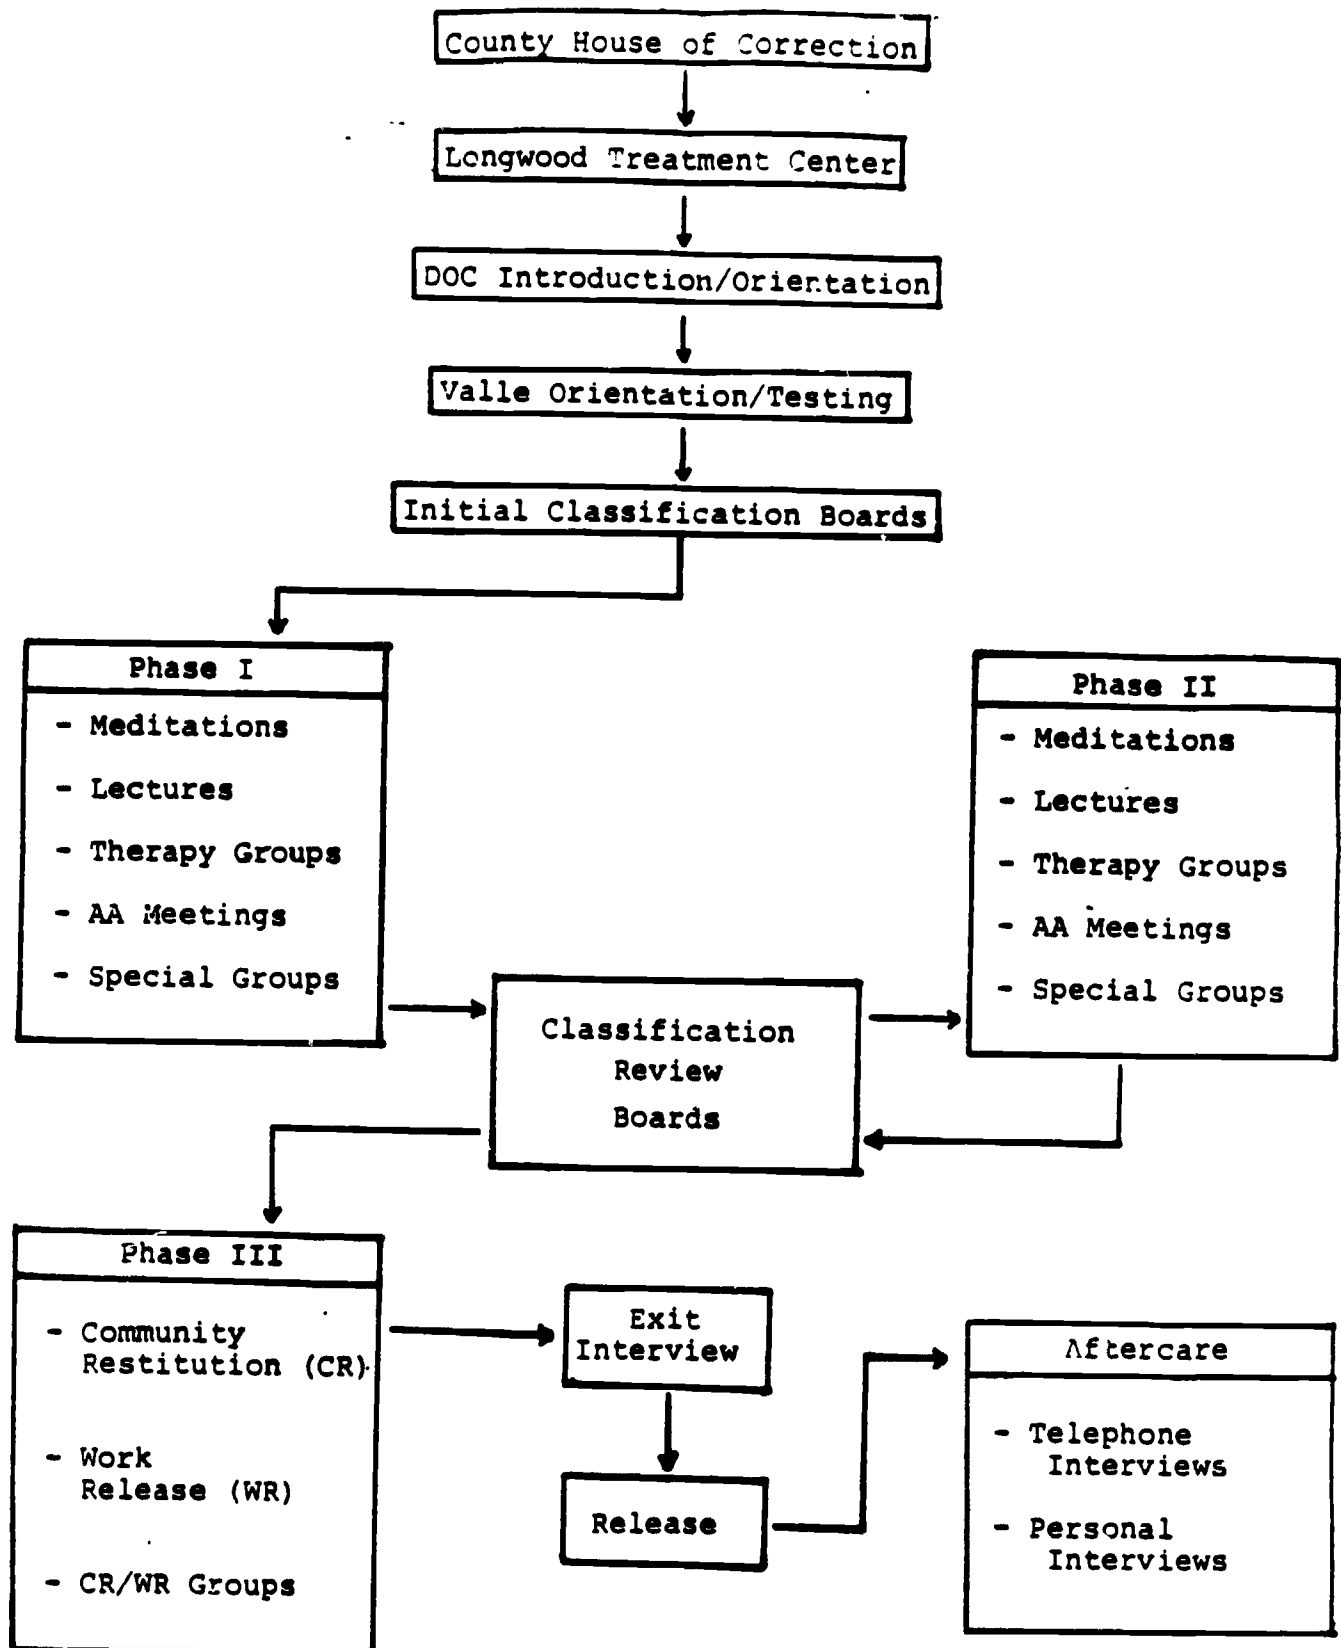 County House of Correction
Longwood Treatment Center
DOC Introduction/Orientation
Valle Orientation/Testing
Initial Classification Boards
Phase I
- Meditations
- Lectures
- Therapy Groups
- AA Meetings
- Special Groups
Phase II
- Meditations
- Lectures
- Therapy Groups
- AA Meetings
- Special Groups
Classification
Review
Boards
Phase III
- Community
Restitution (CR)
- Work
Release (WR)
- CR/WR Groups
Exit
Interview
Release
Aftercare
- Telephone
Interviews
- Personal
Interviews